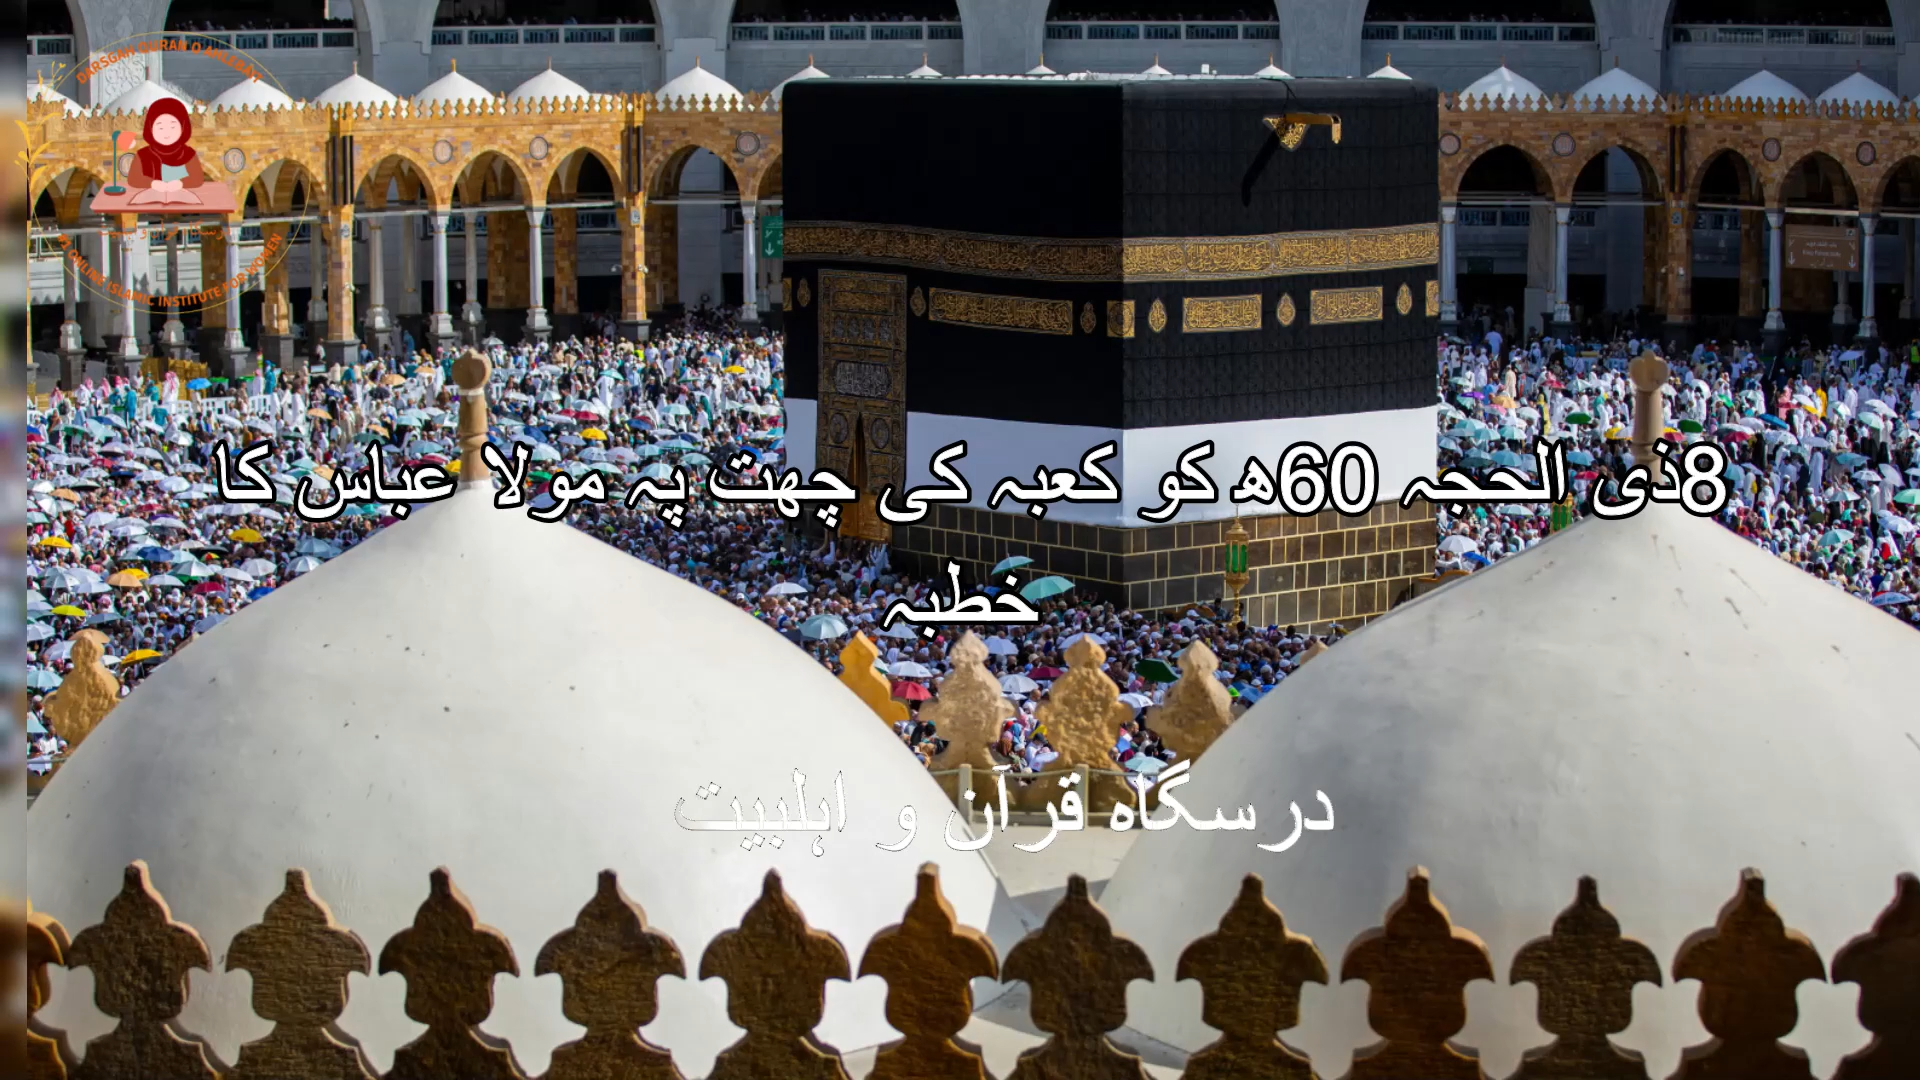 DARSGAH QURAN O AHLEBAIT
AN ONLINE ISLAMIC INSTITUTE FOR WOMEN
8ذی الحجہ 60ھ کو کعبہ کی چھت پہ مولا عباس کا
خطبہ
درسگاہ قرآن و اہلبیت